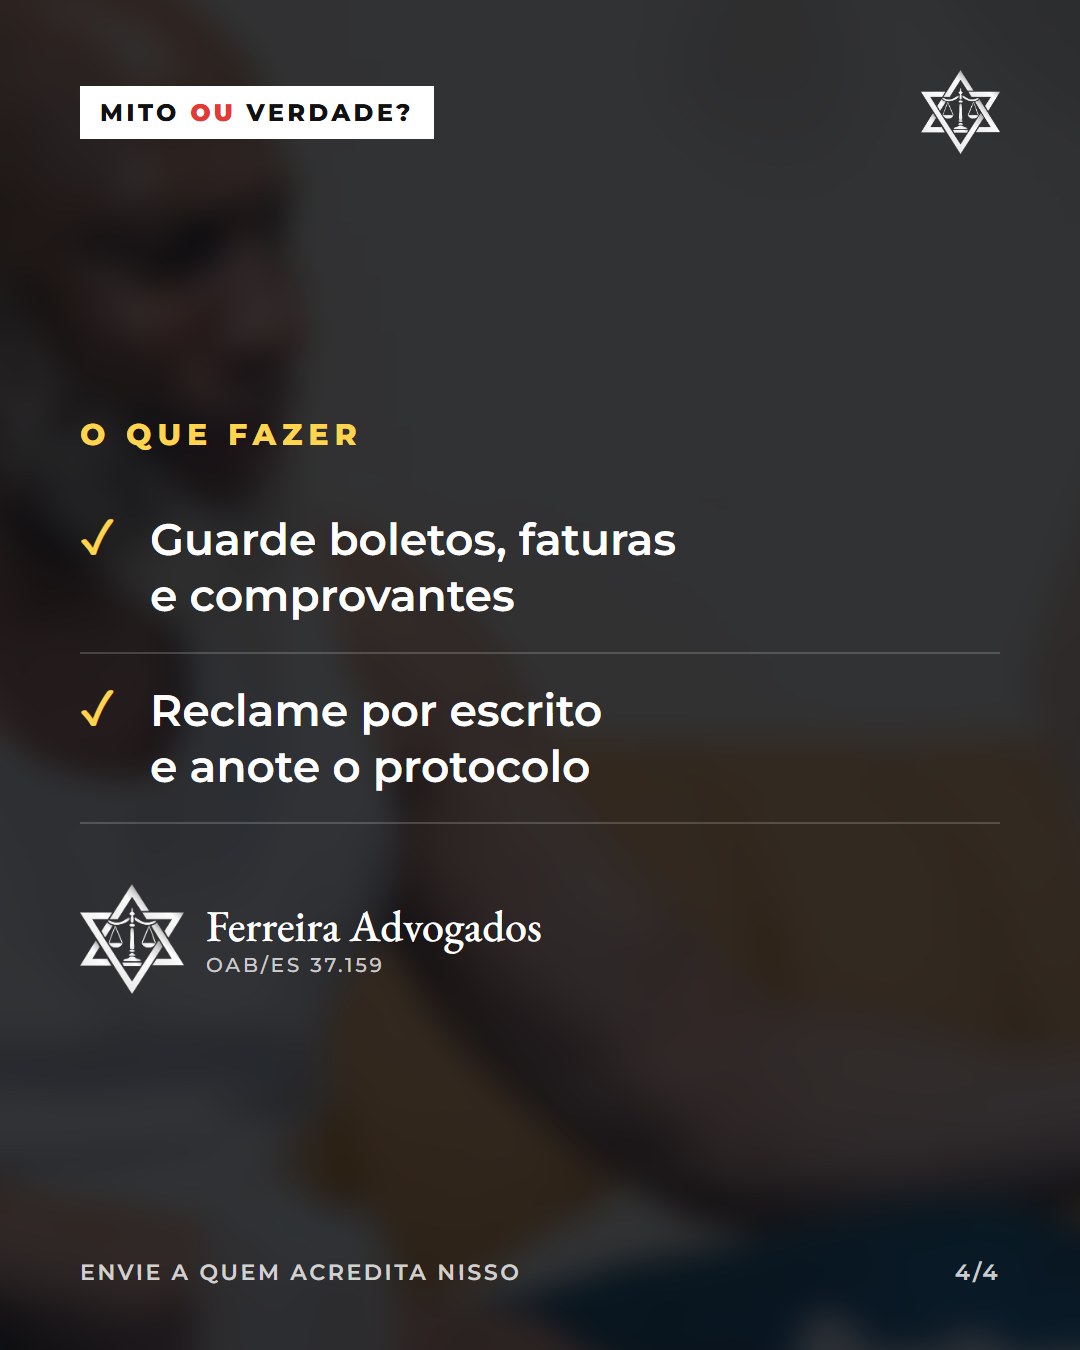 MITO OU VERDADE?
O QUE FAZER
✓ Guarde boletos, faturas
e comprovantes
✓ Reclame por escrito
e anote o protocolo
Ferreira Advogados
OAB/ES 37.159
ENVIE A QUEM ACREDITA NISSO
4/4